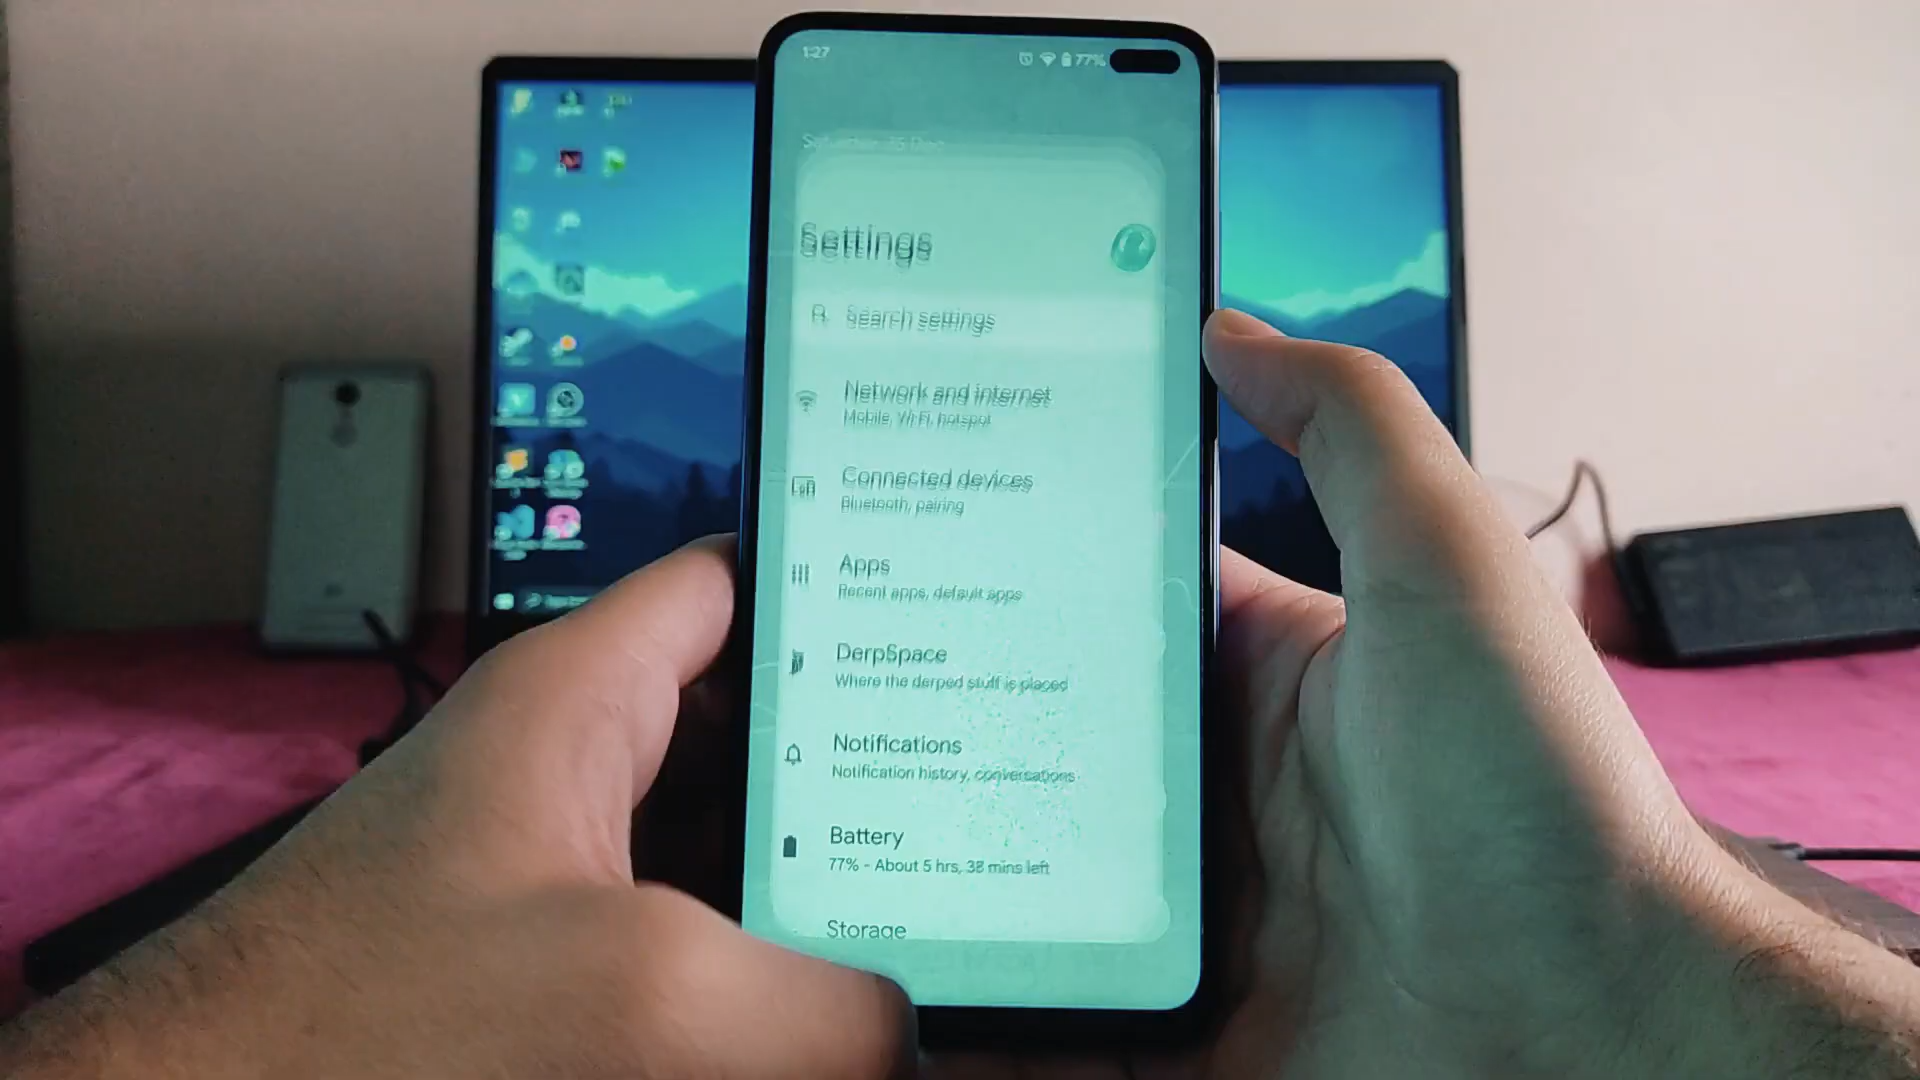 1:27
77%
Settings
Search settings
Network and internet
Mobile, Wi-Fi, hotspot
Connected devices
Bluetooth, pairing
Apps
Recent apps, default apps
DerpSpace
Where the derped stuff is placed
Notifications
Notification history, conversations
Battery
77% - About 5 hrs, 38 mins left
Storage